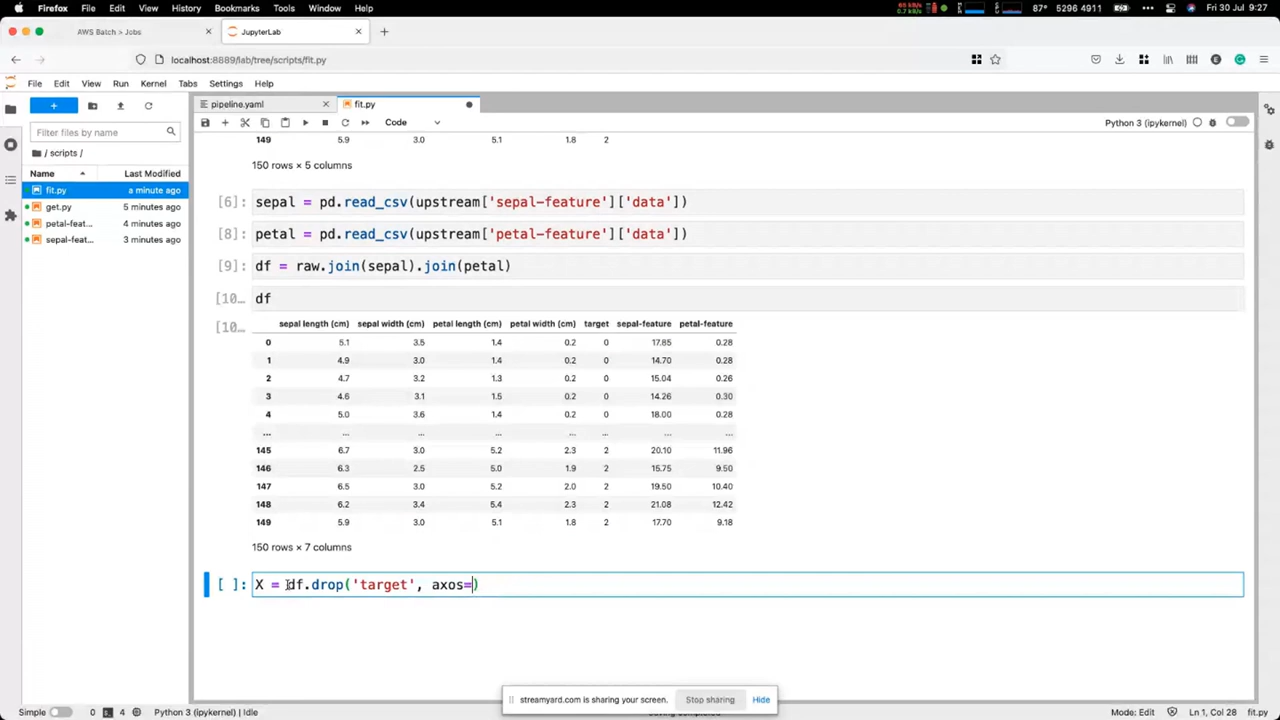 Firefox File Edit View History Bookmarks Tools Window Help 65 kB 0.7 kB 87° 5296 4911 Fri 30 Jul 9:27
AWS Batch > Jobs JupyterLab
localhost:8889/lab/tree/scripts/fit.py
File Edit View Run Kernel Tabs Settings Help
pipeline.yaml fit.py
Filter files by name
Code Python 3 (ipykernel)
/ scripts /
Name Last Modified
fit.py a minute ago
get.py 5 minutes ago
petal-feat... 4 minutes ago
sepal-feat... 3 minutes ago
149 5.9 3.0 5.1 1.8 2
150 rows × 5 columns
[6]: sepal = pd.read_csv(upstream['sepal-feature']['data'])
[8]: petal = pd.read_csv(upstream['petal-feature']['data'])
[9]: df = raw.join(sepal).join(petal)
[10... df
[10...
sepal length (cm) sepal width (cm) petal length (cm) petal width (cm) target sepal-feature petal-feature
0 5.1 3.5 1.4 0.2 0 17.85 0.28
1 4.9 3.0 1.4 0.2 0 14.70 0.28
2 4.7 3.2 1.3 0.2 0 15.04 0.26
3 4.6 3.1 1.5 0.2 0 14.26 0.30
4 5.0 3.6 1.4 0.2 0 18.00 0.28
... ... ... ... ... ... ... ...
145 6.7 3.0 5.2 2.3 2 20.10 11.96
146 6.3 2.5 5.0 1.9 2 15.75 9.50
147 6.5 3.0 5.2 2.0 2 19.50 10.40
148 6.2 3.4 5.4 2.3 2 21.08 12.42
149 5.9 3.0 5.1 1.8 2 17.70 9.18
150 rows × 7 columns
[ ]: X = df.drop('target', axos=)
streamyard.com is sharing your screen. Stop sharing Hide
Simple 0 4 Python 3 (ipykernel) | Idle Mode: Edit Ln 1, Col 28 fit.py